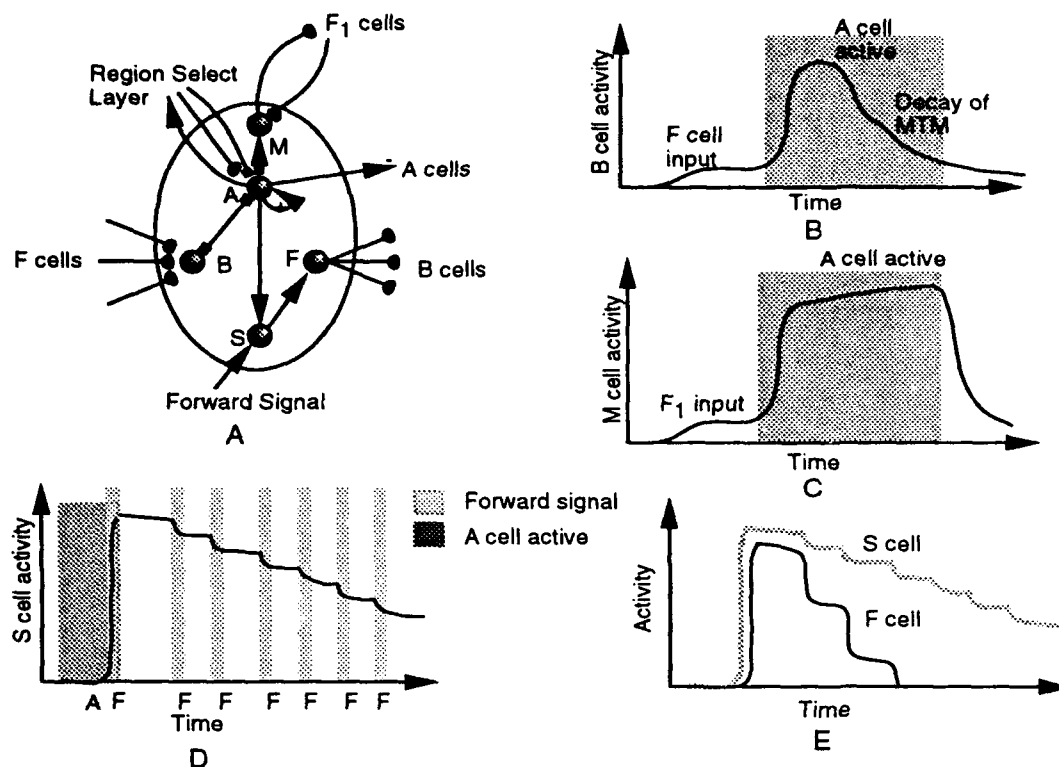 F₁ cells
Region Select
Layer
M
A
A cells
F cells
B
F
B cells
S
Forward Signal
A
B cell activity
A cell
active
F cell
input
Decay of
MTM
Time
B
M cell activity
A cell active
F₁ input
Time
C
S cell activity
A F F F F F F F
Time
D
Forward signal
A cell active
Activity
S cell
F cell
Time
E